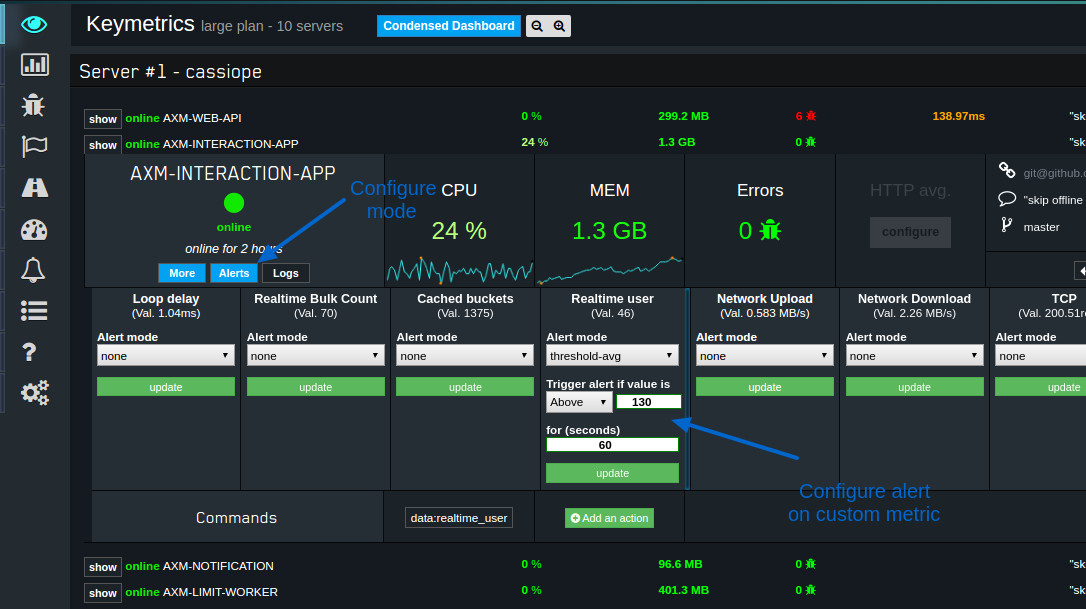 Keymetrics large plan - 10 servers Condensed Dashboard
Server #1 - cassiope
show online AXM-WEB-API 0 % 299.2 MB 6 138.97ms "sk
show online AXM-INTERACTION-APP 24 % 1.3 GB 0 "sk
AXM-INTERACTION-APP
online
online for 2 hours
More Alerts Logs
Configure
mode
CPU
24 %
MEM
1.3 GB
Errors
0
HTTP avg.
configure
git@github.c
"skip offline
master
Loop delay
(Val. 1.04ms)
Alert mode
none
update
Realtime Bulk Count
(Val. 70)
Alert mode
none
update
Cached buckets
(Val. 1375)
Alert mode
none
update
Realtime user
(Val. 46)
Alert mode
threshold-avg
Trigger alert if value is
Above 130
for (seconds)
60
update
Network Upload
(Val. 0.583 MB/s)
Alert mode
none
update
Network Download
(Val. 2.26 MB/s)
Alert mode
none
update
TCP
(Val. 200.51r
Alert mode
none
update
Configure alert
on custom metric
Commands data:realtime_user Add an action
show online AXM-NOTIFICATION 0 % 96.6 MB 0 "sk
show online AXM-LIMIT-WORKER 0 % 401.3 MB 0 "sk